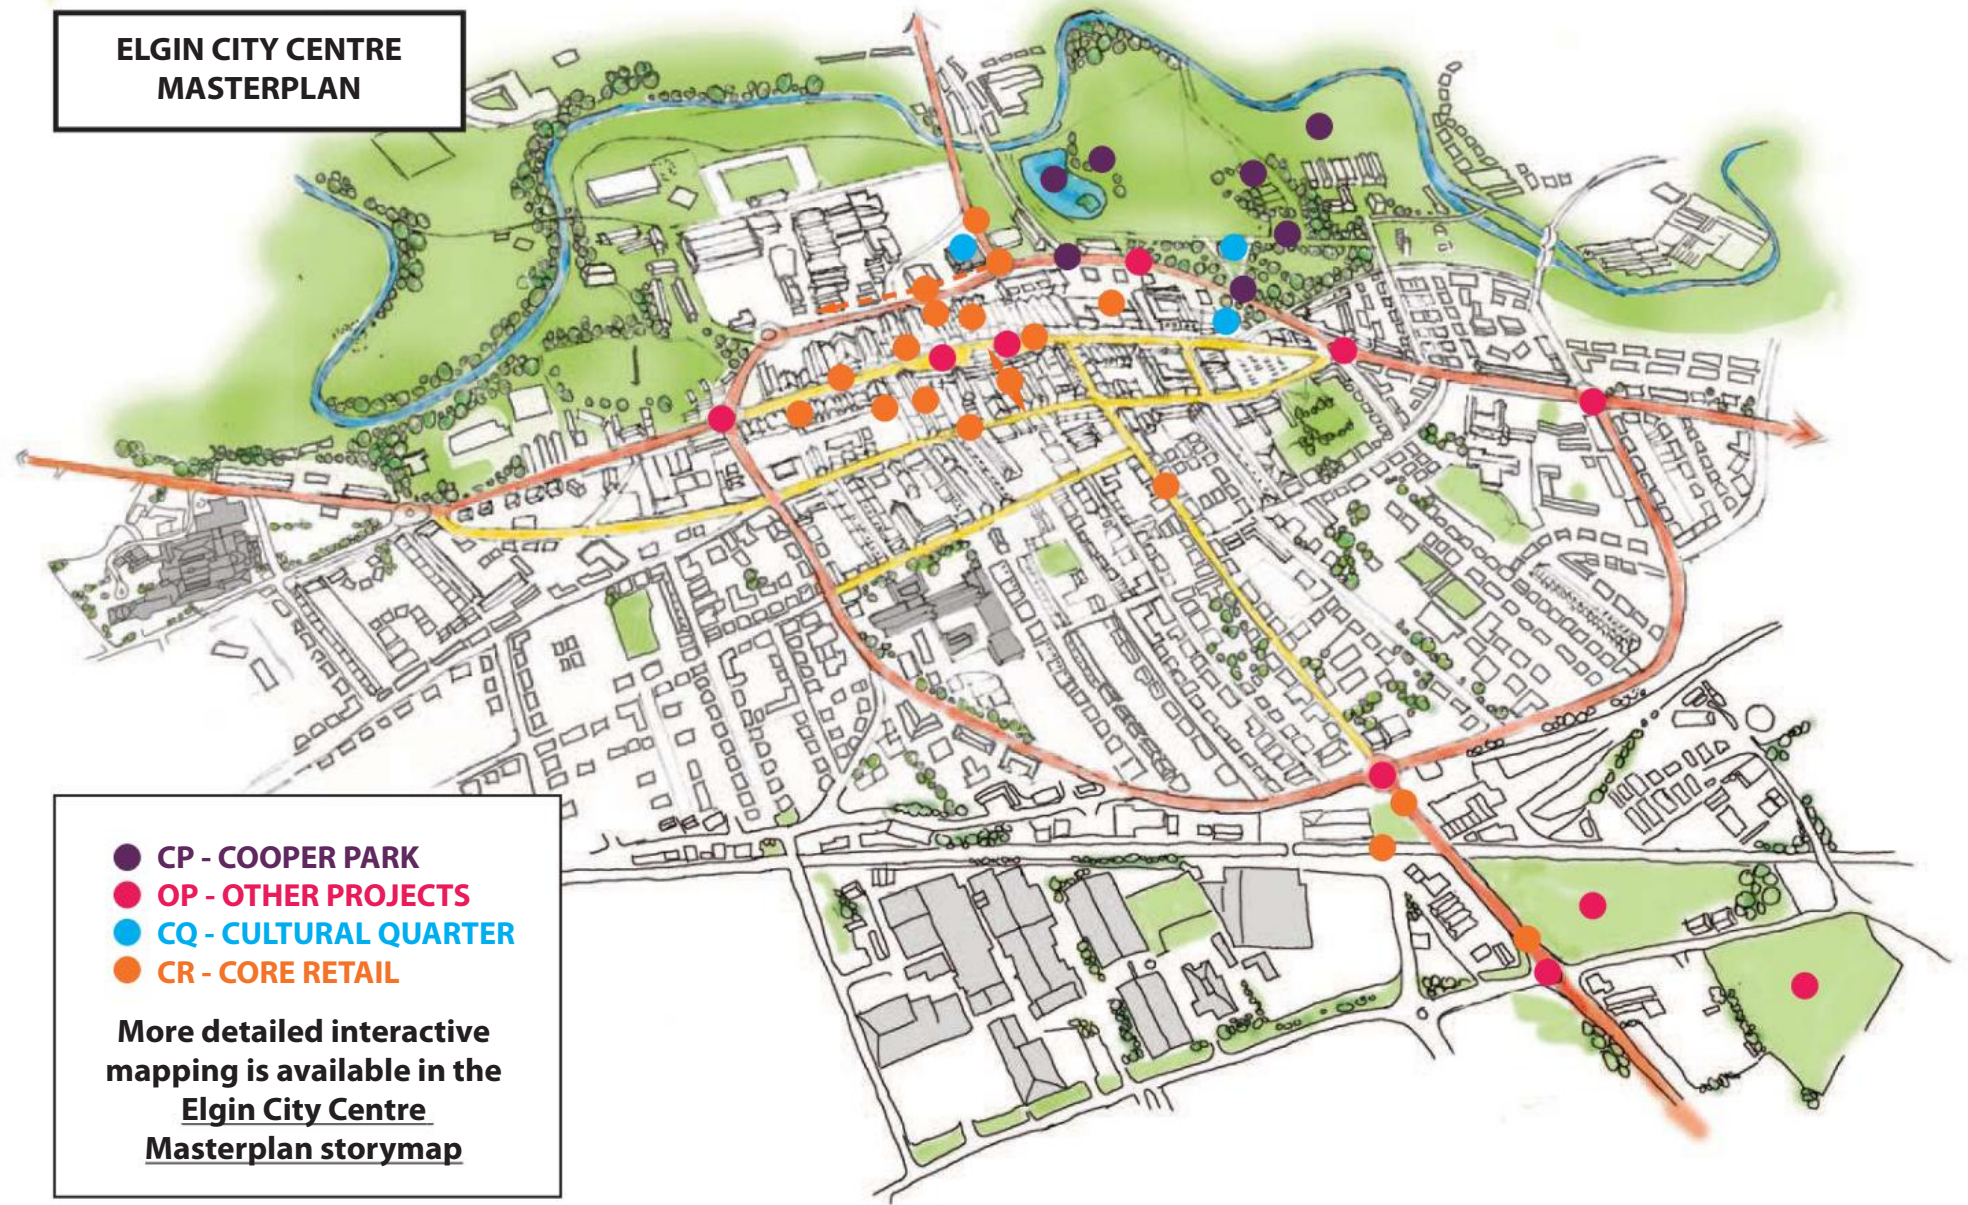 ELGIN CITY CENTRE
MASTERPLAN
CP - COOPER PARK
OP - OTHER PROJECTS
CQ - CULTURAL QUARTER
CR - CORE RETAIL
More detailed interactive
mapping is available in the
Elgin City Centre
Masterplan storymap